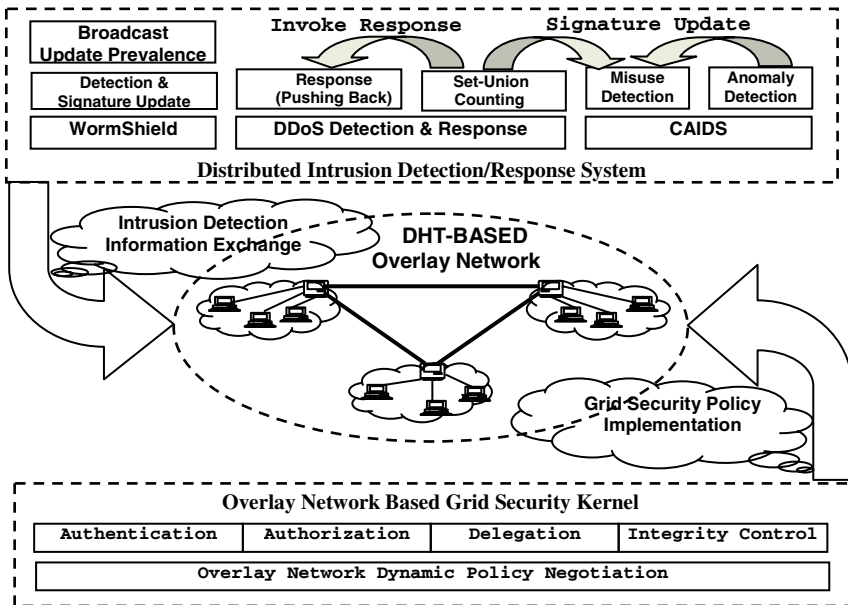 Broadcast
Update Prevalence
Invoke Response
Signature Update
Detection &
Signature Update
Response
(Pushing Back)
Set-Union
Counting
Misuse
Detection
Anomaly
Detection
WormShield
DDoS Detection & Response
CAIDS
Distributed Intrusion Detection/Response System
Intrusion Detection
Information Exchange
DHT-BASED
Overlay Network
Grid Security Policy
Implementation
Overlay Network Based Grid Security Kernel
Authentication
Authorization
Delegation
Integrity Control
Overlay Network Dynamic Policy Negotiation